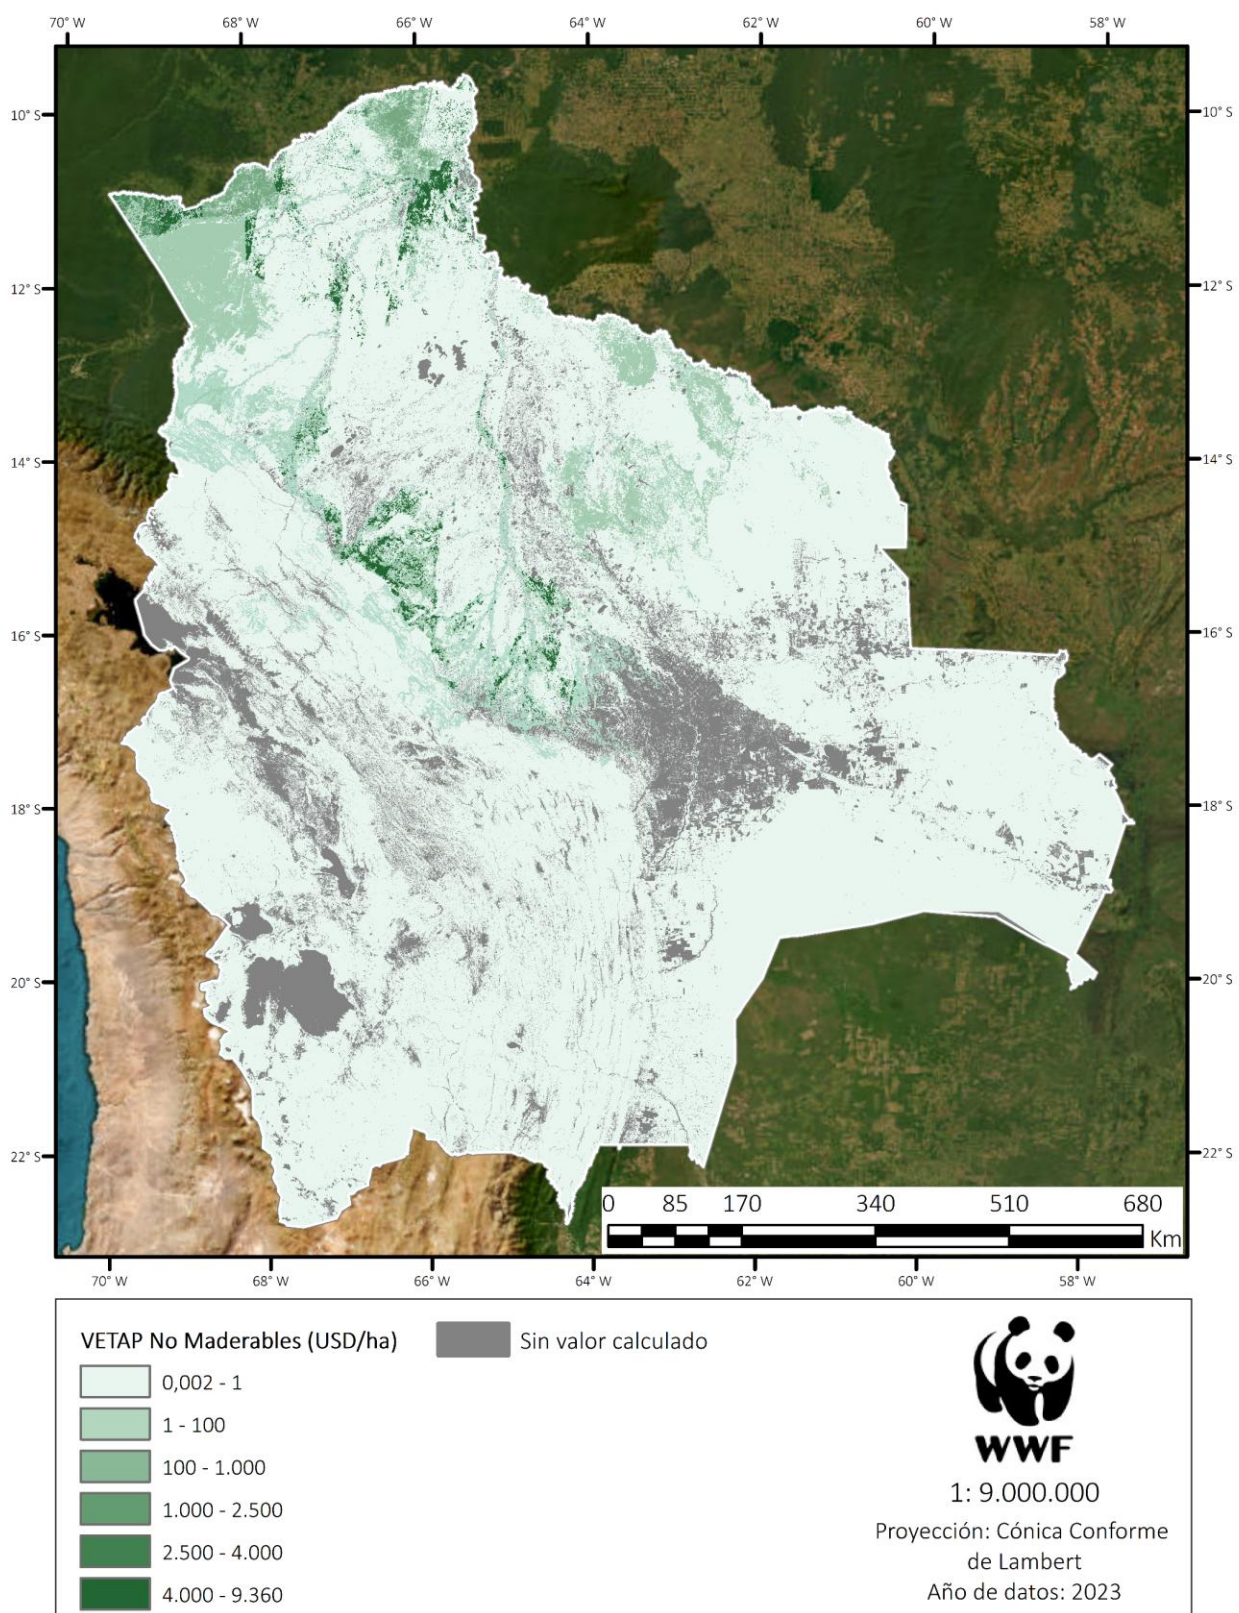 70° W 68° W 66° W 64° W 62° W 60° W 58° W
10° S 10° S
12° S 12° S
14° S 14° S
16° S 16° S
18° S 18° S
20° S 20° S
22° S 22° S
0 85 170 340 510 680
Km
70° W 68° W 66° W 64° W 62° W 60° W 58° W
VETAP No Maderables (USD/ha)
Sin valor calculado
0,002 - 1
1 - 100
100 - 1.000
1.000 - 2.500
2.500 - 4.000
4.000 - 9.360
WWF
1: 9.000.000
Proyección: Cónica Conforme
de Lambert
Año de datos: 2023